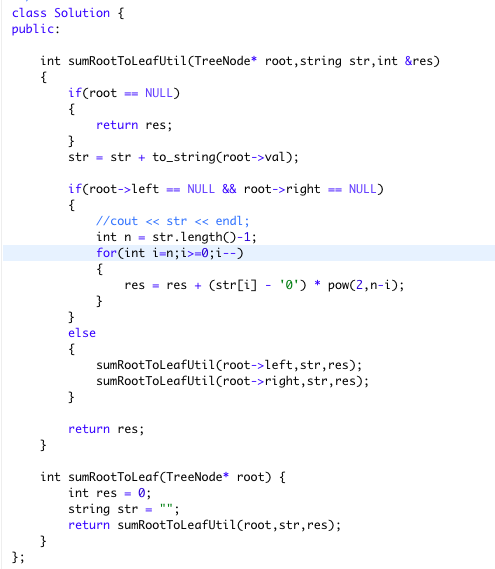 class Solution {
public:
    int sumRootToLeafUtil(TreeNode* root,string str,int &res)
    {
        if(root == NULL)
        {
            return res;
        }
        str = str + to_string(root->val);
        if(root->left == NULL && root->right == NULL)
        {
            //cout << str << endl;
            int n = str.length()-1;
            for(int i=n;i>=0;i--)
            {
                res = res + (str[i] - '0') * pow(2,n-i);
            }
        }
        else
        {
            sumRootToLeafUtil(root->left,str,res);
            sumRootToLeafUtil(root->right,str,res);
        }
        return res;
    }
    int sumRootToLeaf(TreeNode* root) {
        int res = 0;
        string str = "";
        return sumRootToLeafUtil(root,str,res);
    }
};